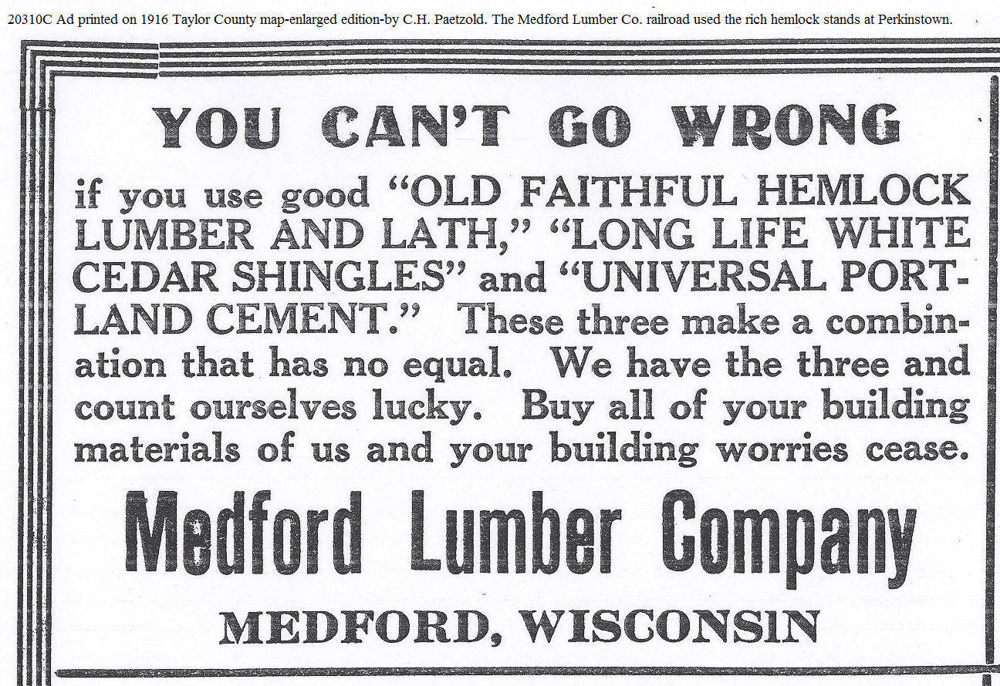 20310C Ad printed on 1916 Taylor County map-enlarged edition-by C.H. Paetzold. The Medford Lumber Co. railroad used the rich hemlock stands at Perkinstown.
YOU CAN'T GO WRONG
if you use good "OLD FAITHFUL HEMLOCK
LUMBER AND LATH," "LONG LIFE WHITE
CEDAR SHINGLES" and "UNIVERSAL PORT-
LAND CEMENT." These three make a combin-
ation that has no equal. We have the three and
count ourselves lucky. Buy all of your building
materials of us and your building worries cease.
Medford Lumber Company
MEDFORD, WISCONSIN